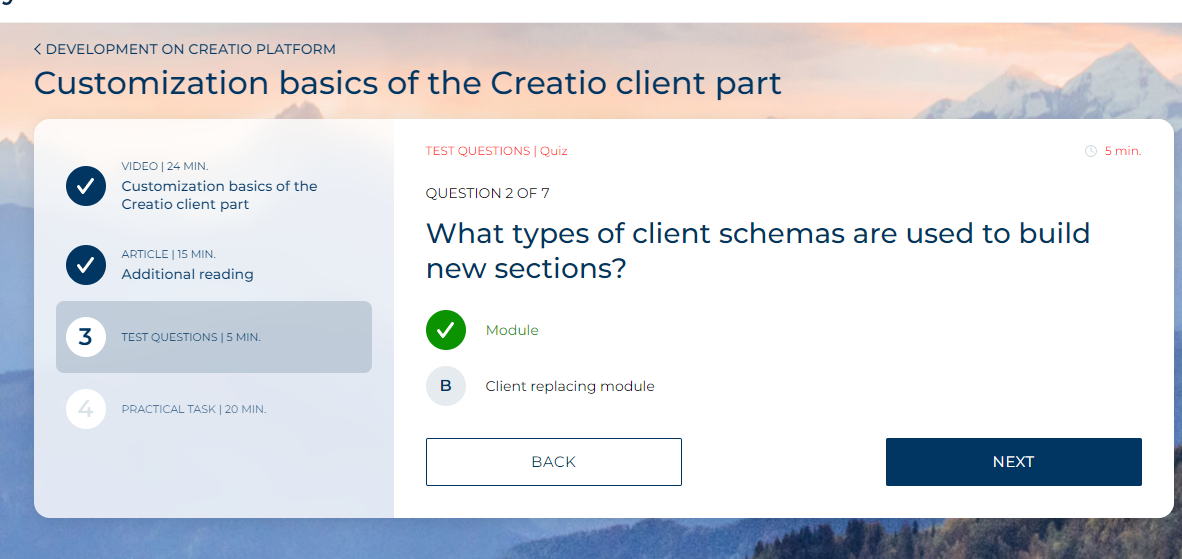 DEVELOPMENT ON CREATIO PLATFORM
Customization basics of the Creatio client part
VIDEO | 24 MIN.
Customization basics of the
Creatio client part
ARTICLE | 15 MIN.
Additional reading
3
TEST QUESTIONS | 5 MIN.
4
PRACTICAL TASK | 20 MIN.
TEST QUESTIONS | Quiz
5 min.
QUESTION 2 OF 7
What types of client schemas are used to build
new sections?
Module
B
Client replacing module
BACK
NEXT